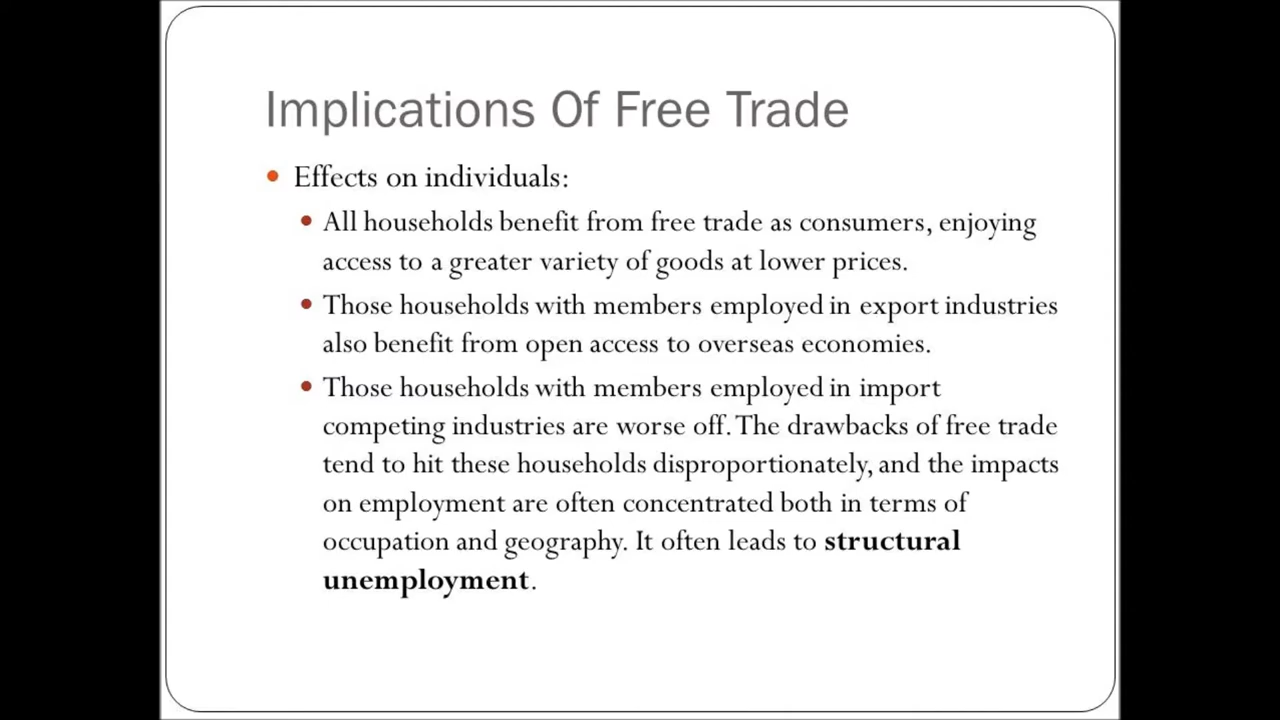 Implications Of Free Trade
Effects on individuals:
All households benefit from free trade as consumers, enjoying
access to a greater variety of goods at lower prices.
Those households with members employed in export industries
also benefit from open access to overseas economies.
Those households with members employed in import
competing industries are worse off. The drawbacks of free trade
tend to hit these households disproportionately, and the impacts
on employment are often concentrated both in terms of
occupation and geography. It often leads to structural
unemployment.